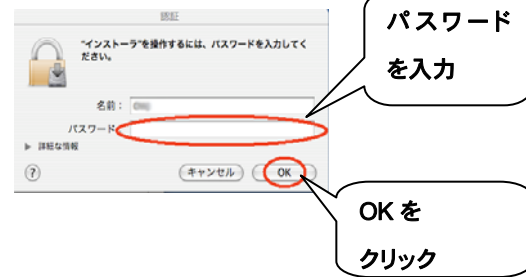 認証
"インストーラ"を操作するには、パスワードを入力してく
ださい。
名前：
パスワード
▶ 詳細な情報
?
キャンセル
OK
パスワード
を入力
OK を
クリック